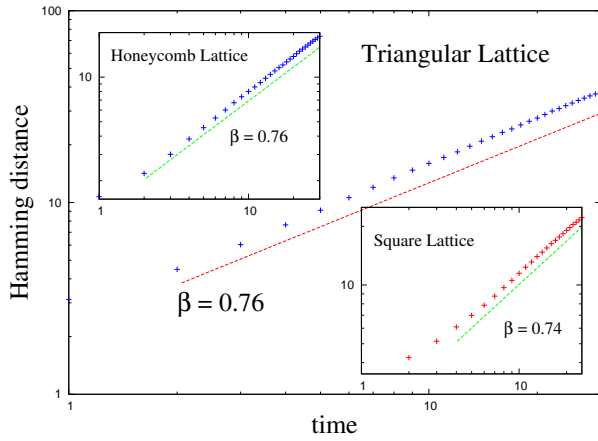 100
Honeycomb Lattice
Triangular Lattice
10
β = 0.76
1
10
Hamming distance
10
Square Lattice
10
β = 0.76
β = 0.74
1
10
1
1
10
time